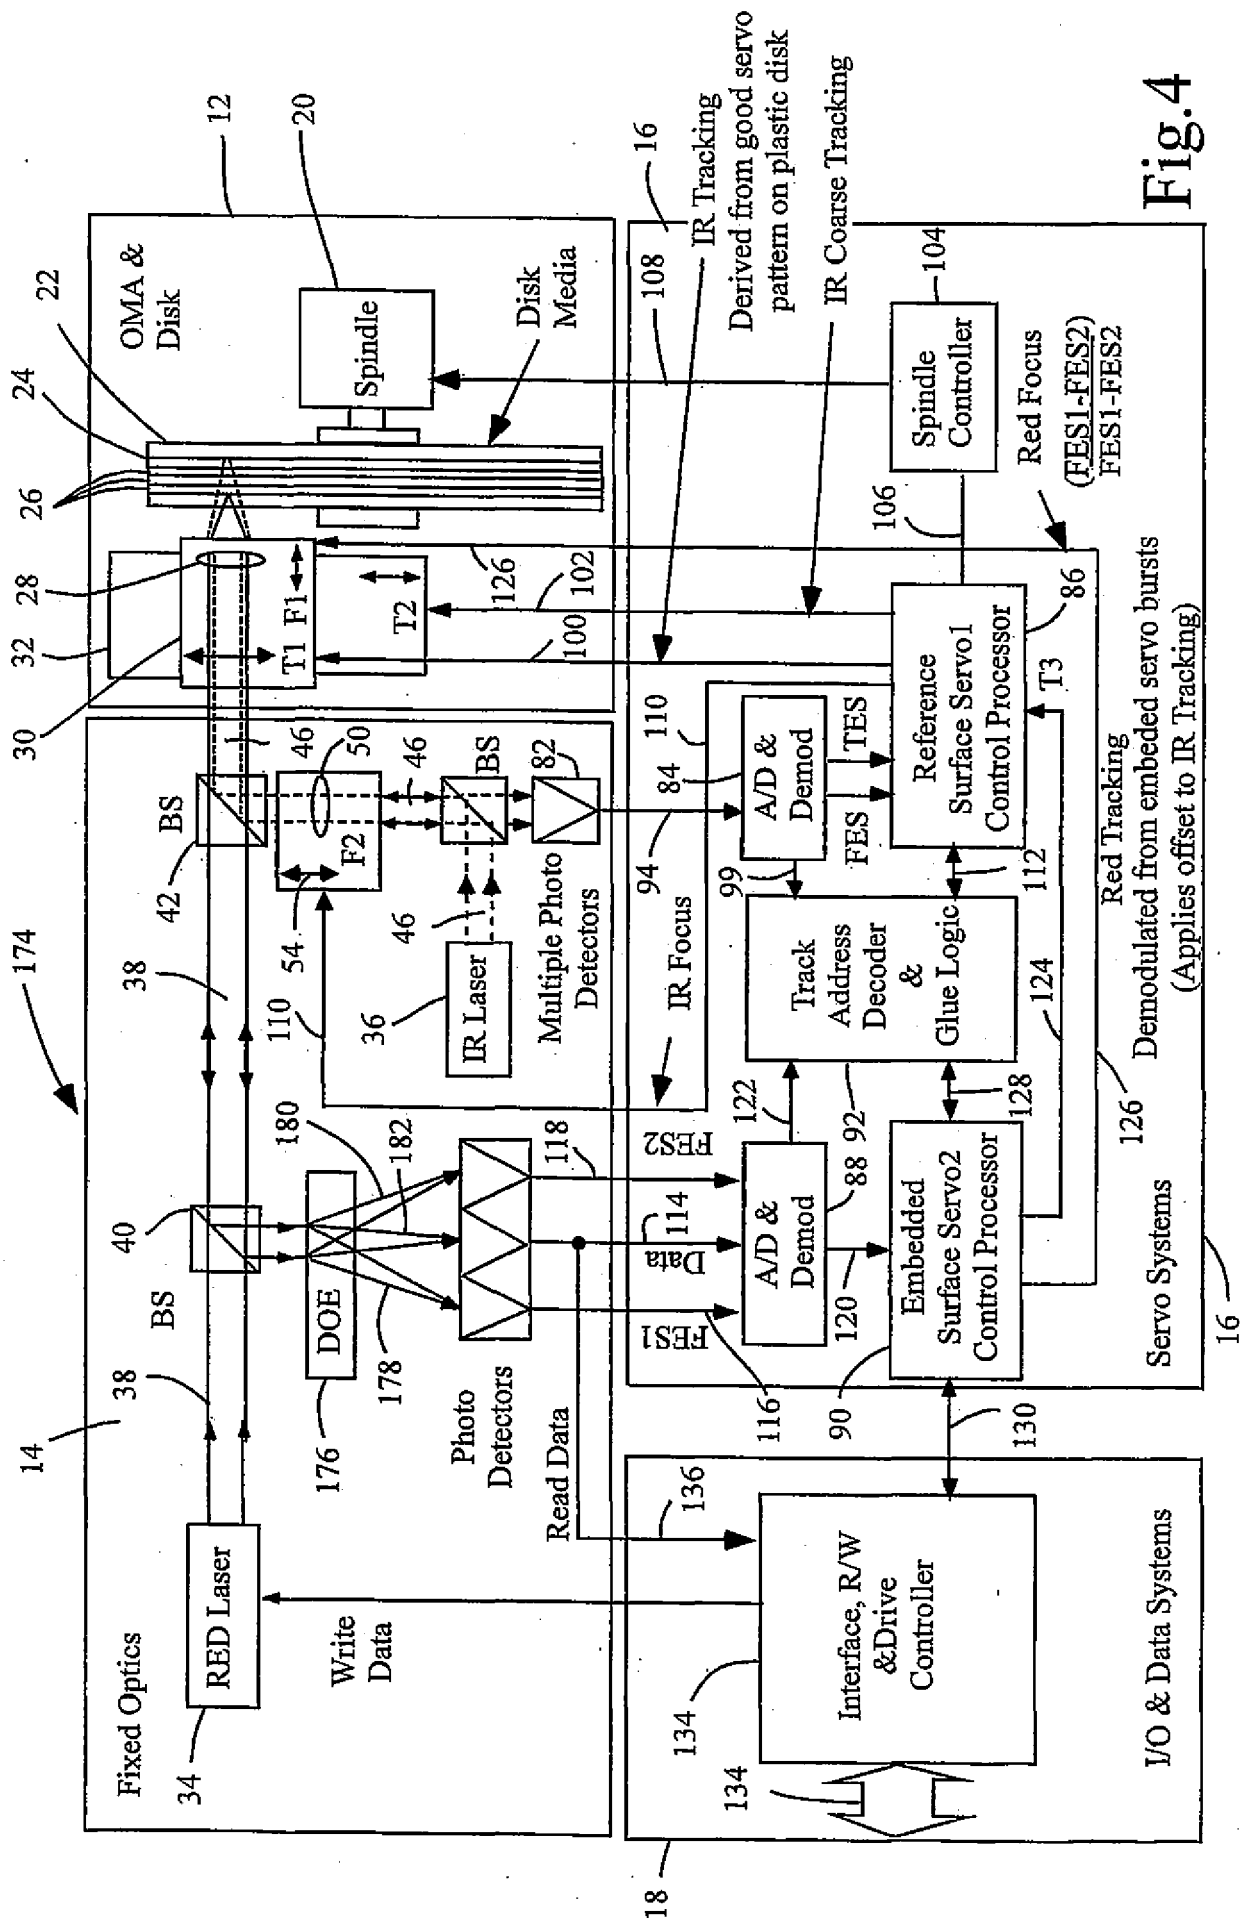 174
14
Fixed Optics
34
RED Laser
38
BS
40
38
42
BS
46
30
32
28
26
24
22
OMA &
Disk
12
20
Spindle
Disk
Media
T1
F1
T2
100
102
126
Write
Data
176
DOE
178
180
182
Photo
Detectors
Read Data
118
110
54
F2
50
46
46
36
IR Laser
BS
82
Multiple Photo
Detectors
IR Focus
94
110
FES1
Data
FES2
116
114
A/D &
Demod
88
120
122
90
Embedded
Surface Servo2
Control Processor
128
92
Track
Address
Decoder
&
Glue Logic
99
84
A/D &
Demod
FES
TES
112
Reference
Surface Servo1
Control Processor
86
T3
124
126
106
Spindle
Controller
104
108
16
IR Tracking
Derived from good servo
pattern on plastic disk
IR Coarse Tracking
Red Focus
(FES1-FES2)
FES1-FES2
Red Tracking
Demodulated from embeded servo bursts
(Applies offset to IR Tracking)
Servo Systems
16
130
136
134
Interface, R/W
&Drive
Controller
134
I/O & Data Systems
18
Fig.4